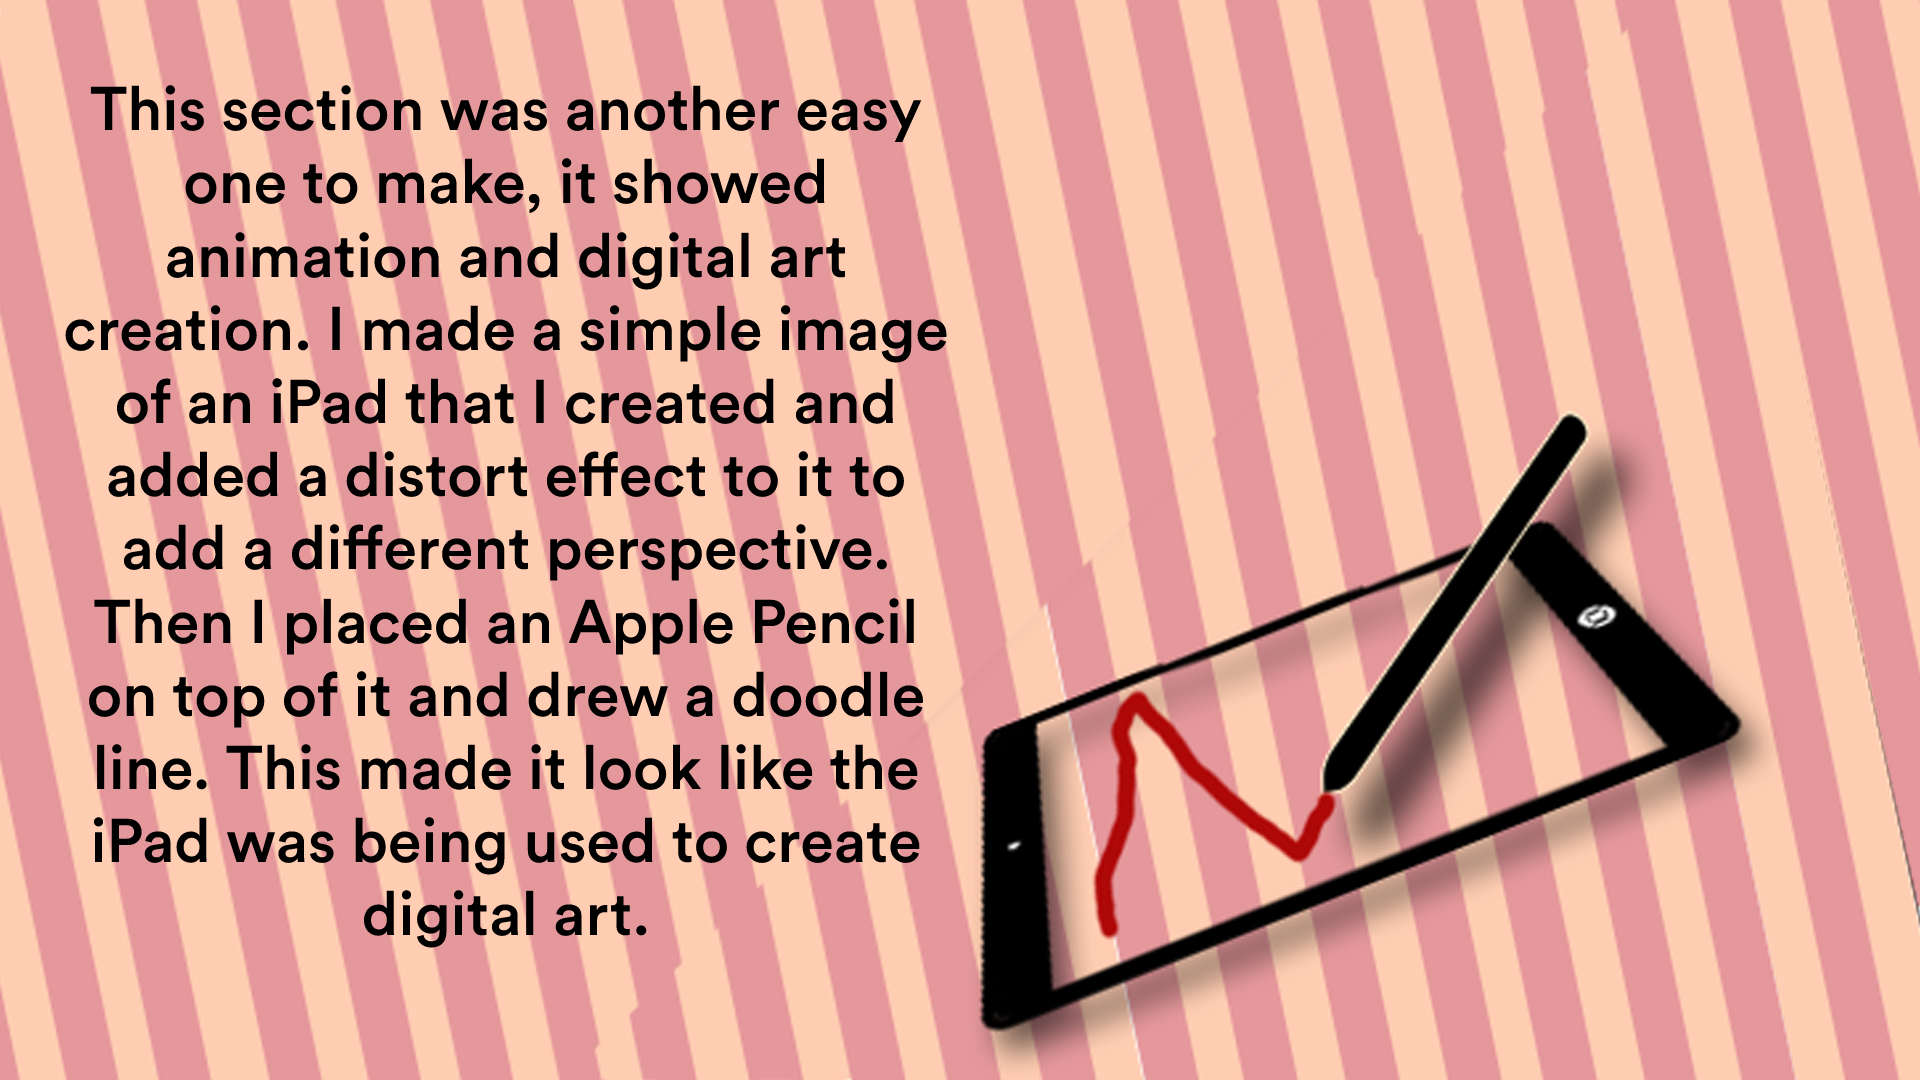 This section was another easy
one to make, it showed
animation and digital art
creation. I made a simple image
of an iPad that I created and
added a distort effect to it to
add a different perspective.
Then I placed an Apple Pencil
on top of it and drew a doodle
line. This made it look like the
iPad was being used to create
digital art.